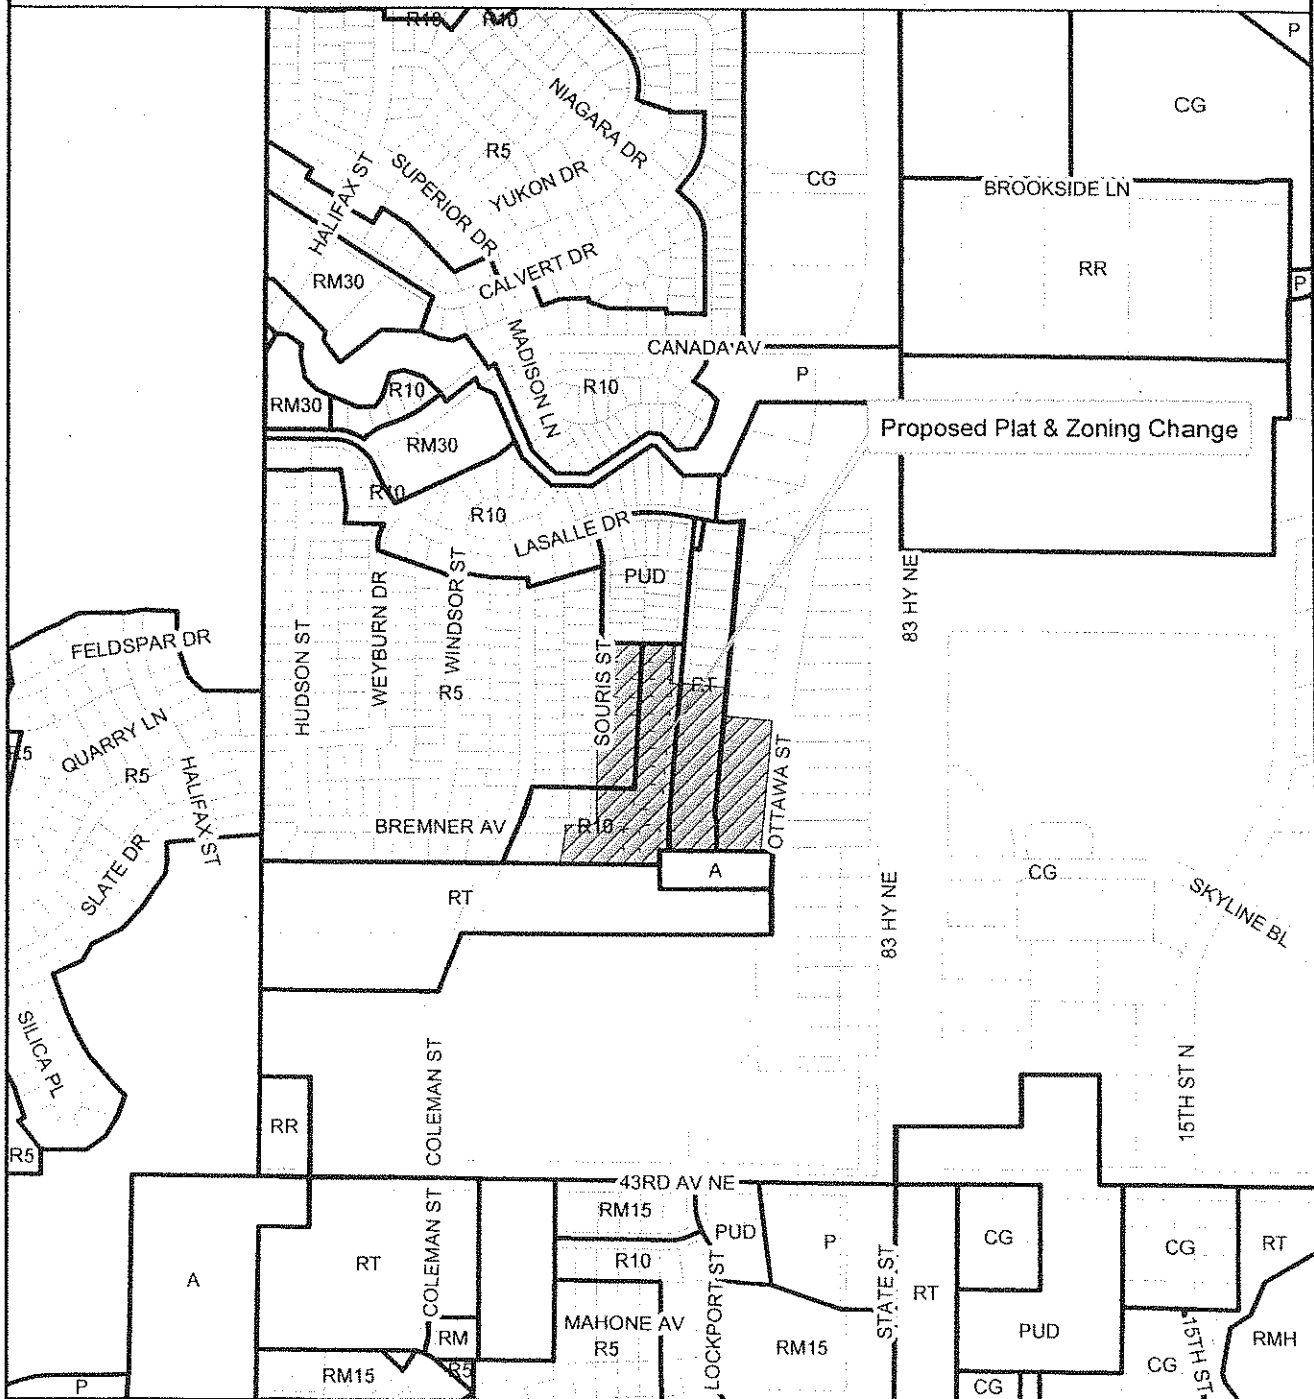 R10
R10
P
NIAGARA DR
CG
R5
CG
SUPERIOR DR
YUKON DR
HALIFAX ST
BROOKSIDE LN
RM30
CALVERT DR
RR
P
MADISON LN
CANADA AV
P
R10
R10
RM30
RM30
Proposed Plat & Zoning Change
R10
R10
LASALLE DR
PUD
83 HY NE
FELDSPAR DR
HUDSON ST
WEYBURN DR
WINDSOR ST
R5
SOURIS ST
QUARRY LN
R5
HALIFAX ST
OTTAWA ST
BREMNER AV
R10
SLATE DR
A
RT
CG
SKYLINE BL
83 HY NE
SILICA PL
COLEMAN ST
RR
15TH ST N
R5
43RD AV NE
RM15
PUD
P
CG
CG
RT
R10
RT
A
COLEMAN ST
LOCKPORT ST
STATE ST
RT
MAHONE AV
R5
RM
RM15
PUD
15TH ST
RMH
RM15
R5
CG
CG
P